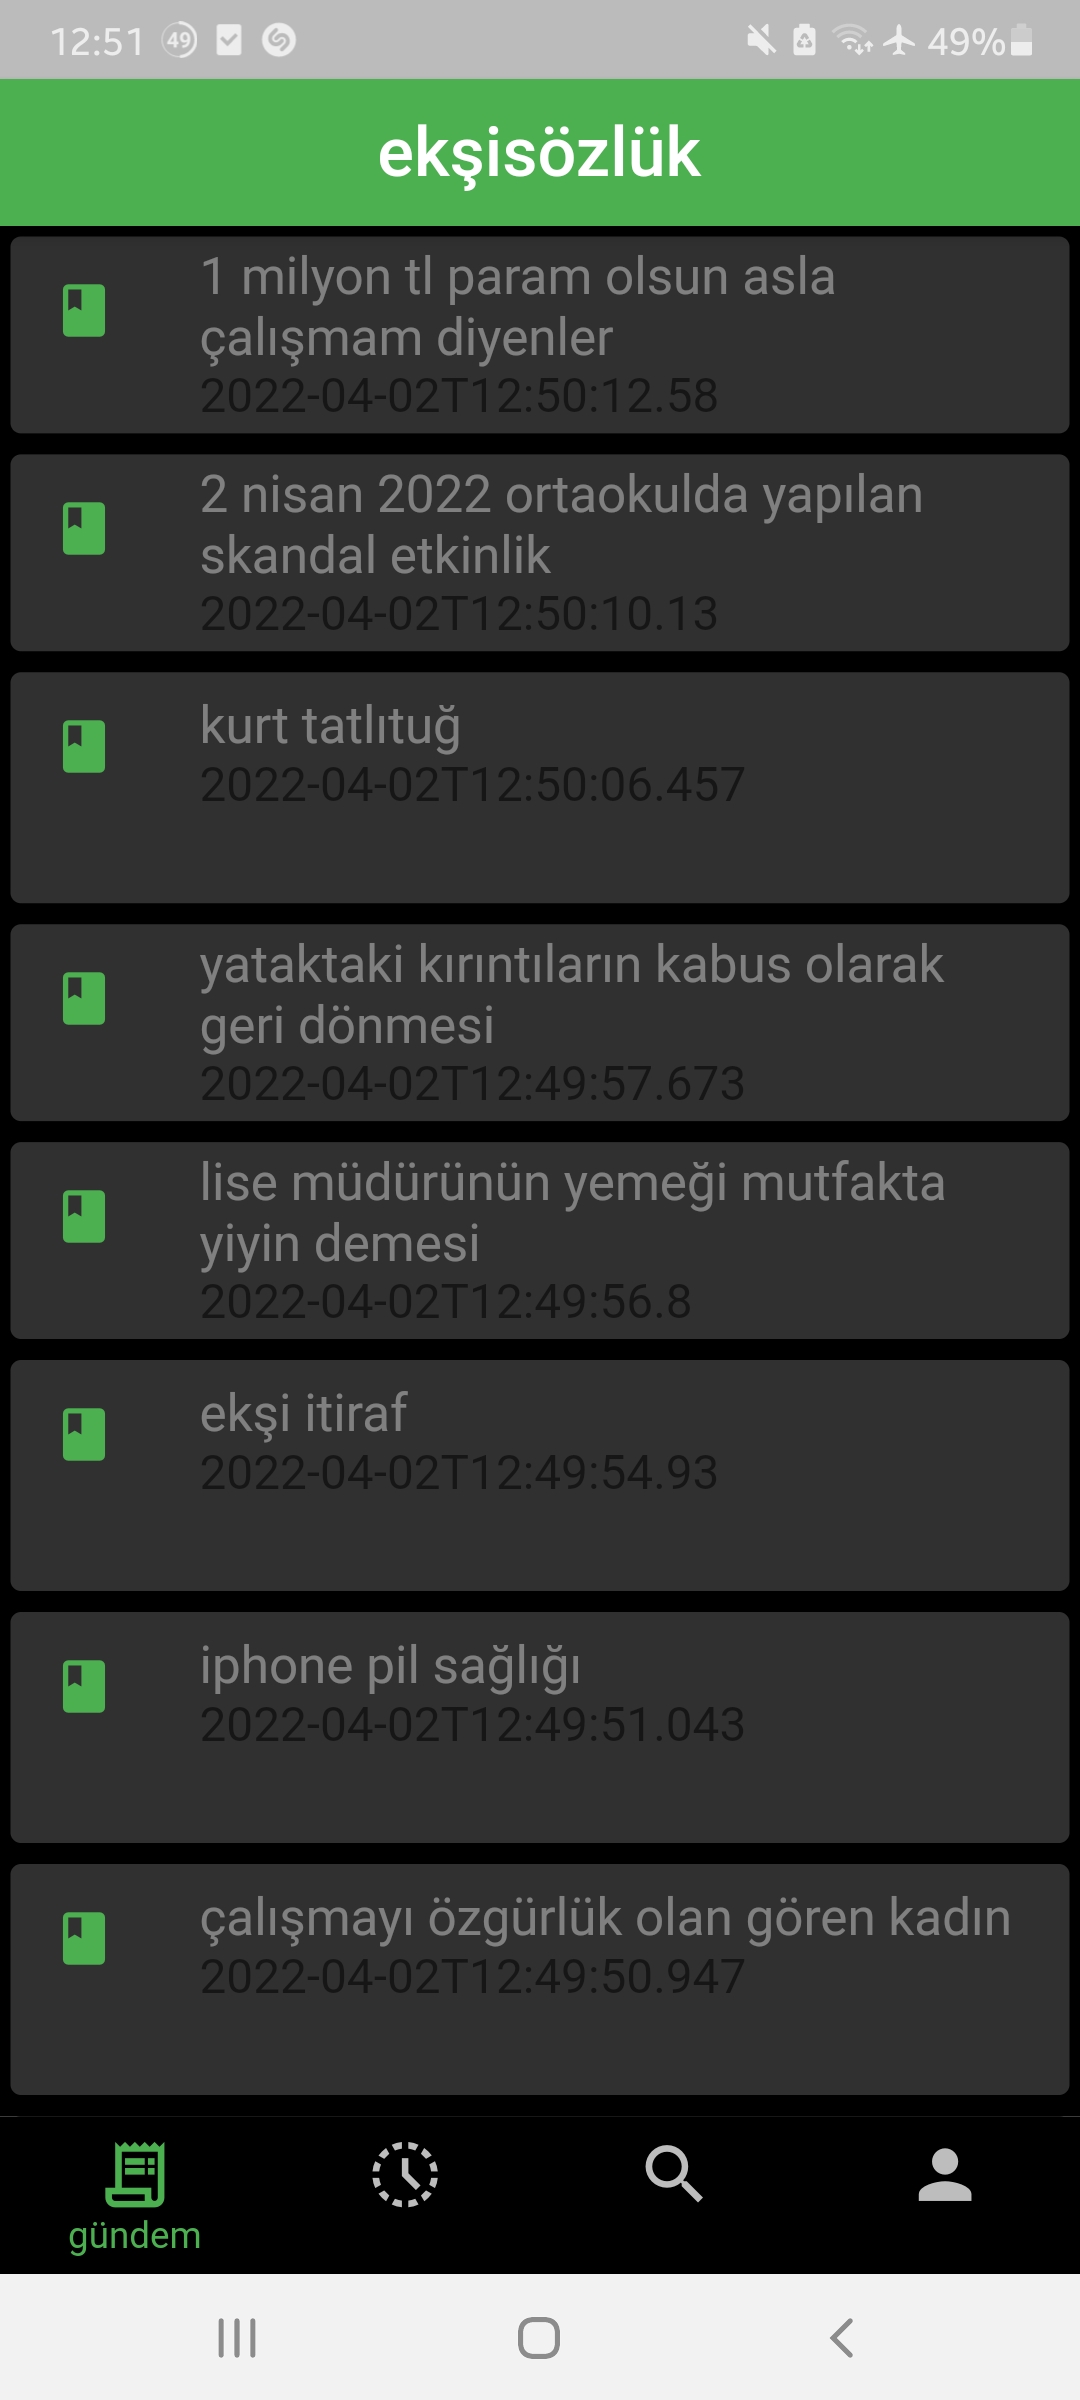 12:51 49 49%
ekşisözlük
1 milyon tl param olsun asla
çalışmam diyenler
2022-04-02T12:50:12.58
2 nisan 2022 ortaokulda yapılan
skandal etkinlik
2022-04-02T12:50:10.13
kurt tatlıtuğ
2022-04-02T12:50:06.457
yataktaki kırıntıların kabus olarak
geri dönmesi
2022-04-02T12:49:57.673
lise müdürünün yemeği mutfakta
yiyin demesi
2022-04-02T12:49:56.8
ekşi itiraf
2022-04-02T12:49:54.93
iphone pil sağlığı
2022-04-02T12:49:51.043
çalışmayı özgürlük olan gören kadın
2022-04-02T12:49:50.947
gündem